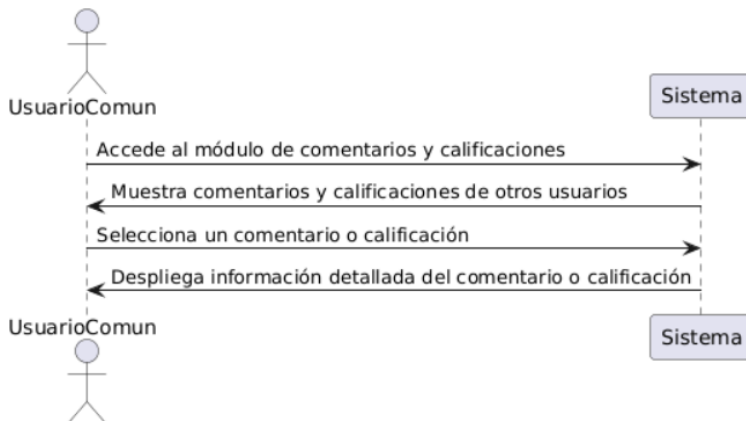 UsuarioComun
Sistema
Accede al módulo de comentarios y calificaciones
Muestra comentarios y calificaciones de otros usuarios
Selecciona un comentario o calificación
Despliega información detallada del comentario o calificación
UsuarioComun
Sistema